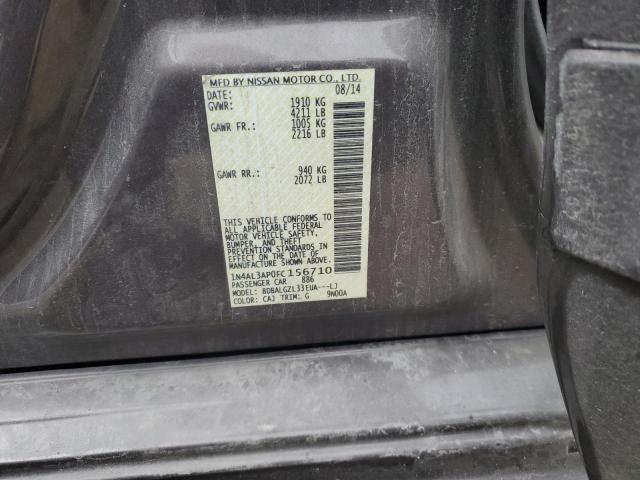 MFD BY NISSAN MOTOR CO., LTD.
DATE: 08/14
GVWR: 1910 KG
4211 LB
GAWR FR.: 1005 KG
2216 LB
GAWR RR.: 940 KG
2072 LB
THIS VEHICLE CONFORMS TO
ALL APPLICABLE FEDERAL
MOTOR VEHICLE SAFETY,
BUMPER, AND THEFT
PREVENTION STANDARDS IN
EFFECT ON THE DATE OF
MANUFACTURE SHOWN ABOVE.
1N4AL3AP0FC156710
PASSENGER CAR 886
MODEL: BDBALGZL33EUA---LJ
COLOR: CAJ TRIM: G 9N00A